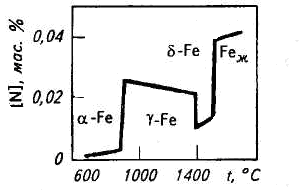 [N], мас. %
0,04
0,02
0
δ-Fe
Feж
α-Fe
γ-Fe
600
1000
1400
t, °C